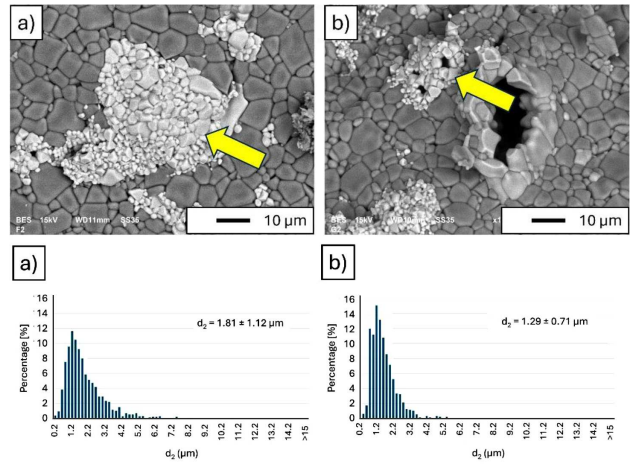 a)
BES 15kV WD11mm SS35
F2
10 µm
b)
BES 15kV
SS35
x1
10 µm
a)
Percentage [%]
16
14
12
10
8
6
4
2
0
d₂ = 1.81 ± 1.12 µm
0.2 1.2 2.2 3.2 4.2 5.2 6.2 7.2 8.2 9.2 10.2 11.2 12.2 13.2 14.2 >15
d₂ (µm)
b)
Percentage [%]
16
14
12
10
8
6
4
2
0
d₂ = 1.29 ± 0.71 µm
0.2 1.2 2.2 3.2 4.2 5.2 6.2 7.2 8.2 9.2 10.2 11.2 12.2 13.2 14.2 >15
d₂ (µm)